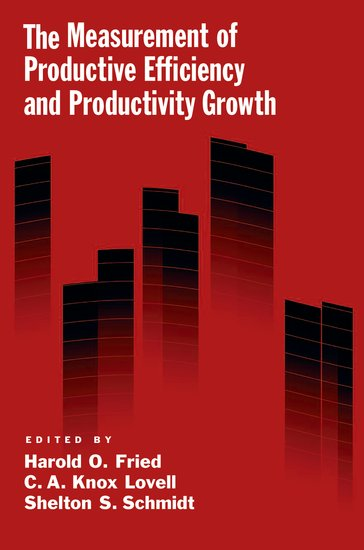 The Measurement of
Productive Efficiency
and Productivity Growth
EDITED BY
Harold O. Fried
C. A. Knox Lovell
Shelton S. Schmidt